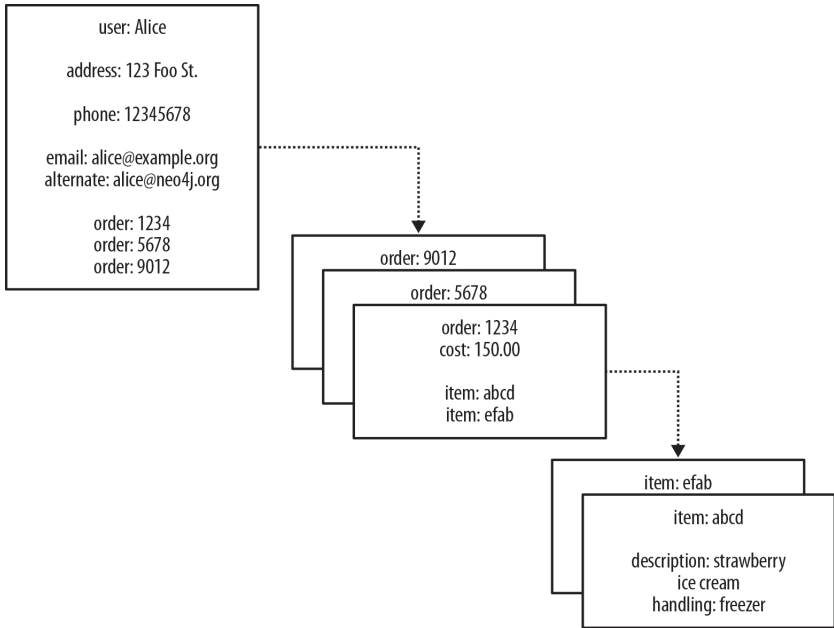 user: Alice
address: 123 Foo St.
phone: 12345678
email: alice@example.org
alternate: alice@neo4j.org
order: 1234
order: 5678
order: 9012
order: 9012
order: 5678
order: 1234
cost: 150.00
item: abcd
item: efab
item: efab
item: abcd
description: strawberry
ice cream
handling: freezer